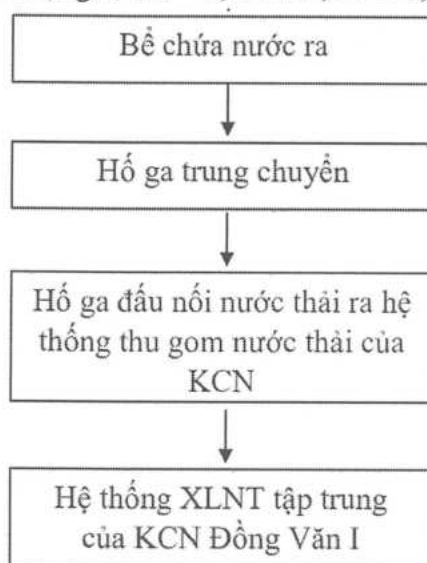 Bể chứa nước ra
Hố ga trung chuyển
Hố ga đấu nối nước thải ra hệ
thống thu gom nước thải của
KCN
Hệ thống XLNT tập trung
của KCN Đồng Văn I